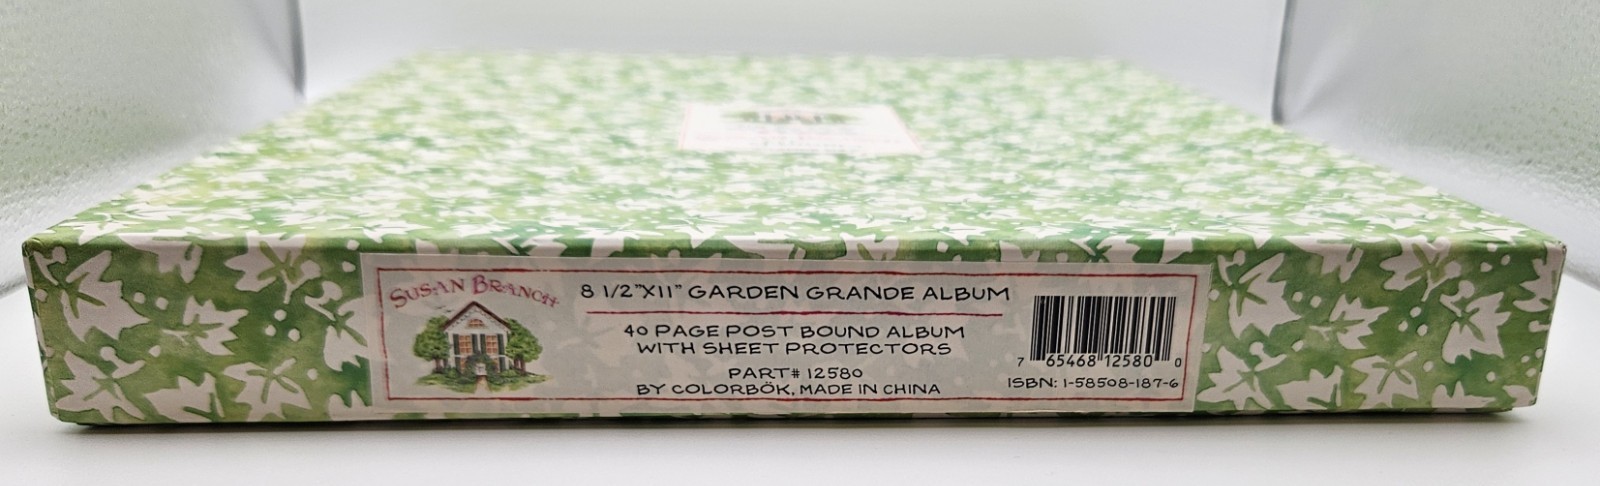 SUSAN BRANCH
8 1/2"X11" GARDEN GRANDE ALBUM
40 PAGE POST BOUND ALBUM
WITH SHEET PROTECTORS
PART# 12580
BY COLORBÖK, MADE IN CHINA
7 65468 12580 0
ISBN: 1-58508-187-6